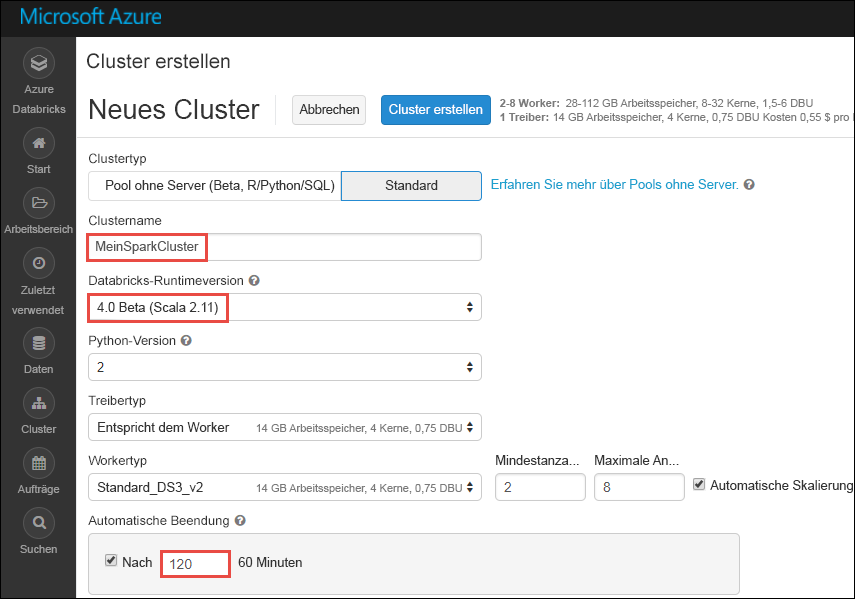 Microsoft Azure
Azure
Databricks
Start
Arbeitsbereich
Zuletzt
verwendet
Daten
Cluster
Aufträge
Suchen
Cluster erstellen
Neues Cluster
Abbrechen
Cluster erstellen
2-8 Worker: 28-112 GB Arbeitsspeicher, 8-32 Kerne, 1,5-6 DBU
1 Treiber: 14 GB Arbeitsspeicher, 4 Kerne, 0,75 DBU Kosten 0,55 $ pro
Clustertyp
Pool ohne Server (Beta, R/Python/SQL) Standard Erfahren Sie mehr über Pools ohne Server. ?
Clustername
MeinSparkCluster
Databricks-Runtimeversion ?
4.0 Beta (Scala 2.11)
Python-Version ?
2
Treibertyp
Entspricht dem Worker 14 GB Arbeitsspeicher, 4 Kerne, 0,75 DBU
Workertyp Mindestanza... Maximale An...
Standard_DS3_v2 14 GB Arbeitsspeicher, 4 Kerne, 0,75 DBU 2 8 Automatische Skalierung
Automatische Beendung ?
Nach 120 60 Minuten